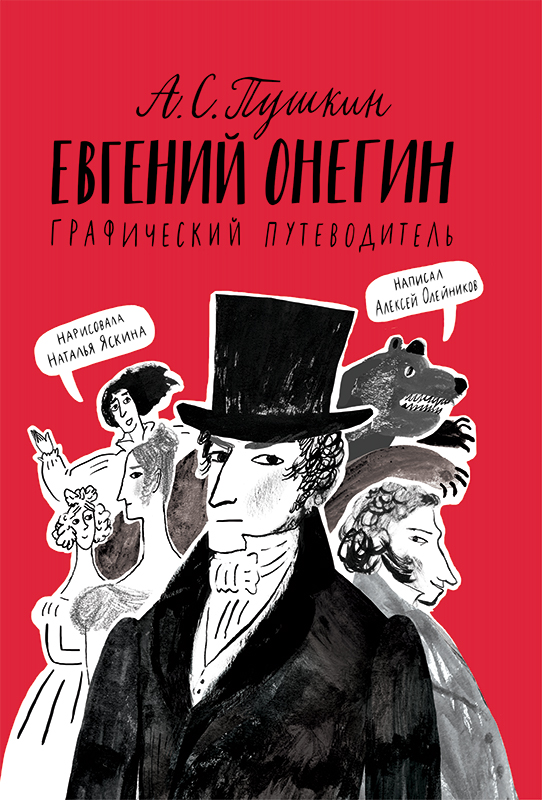 А.С. Пушкин
ЕВГЕНИЙ ОНЕГИН
ГРАФИЧЕСКИЙ ПУТЕВОДИТЕЛЬ
НАРИСОВАЛА
НАТАЛЬЯ ЯСКИНА
НАПИСАЛ
АЛЕКСЕЙ ОЛЕЙНИКОВ